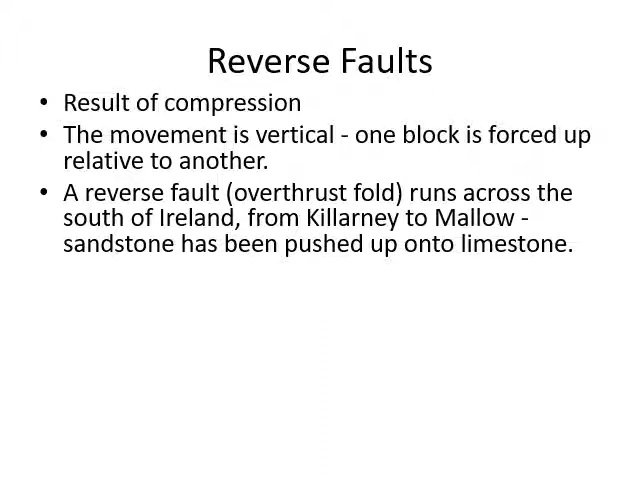 Reverse Faults
• Result of compression
• The movement is vertical - one block is forced up
relative to another.
• A reverse fault (overthrust fold) runs across the
south of Ireland, from Killarney to Mallow -
sandstone has been pushed up onto limestone.